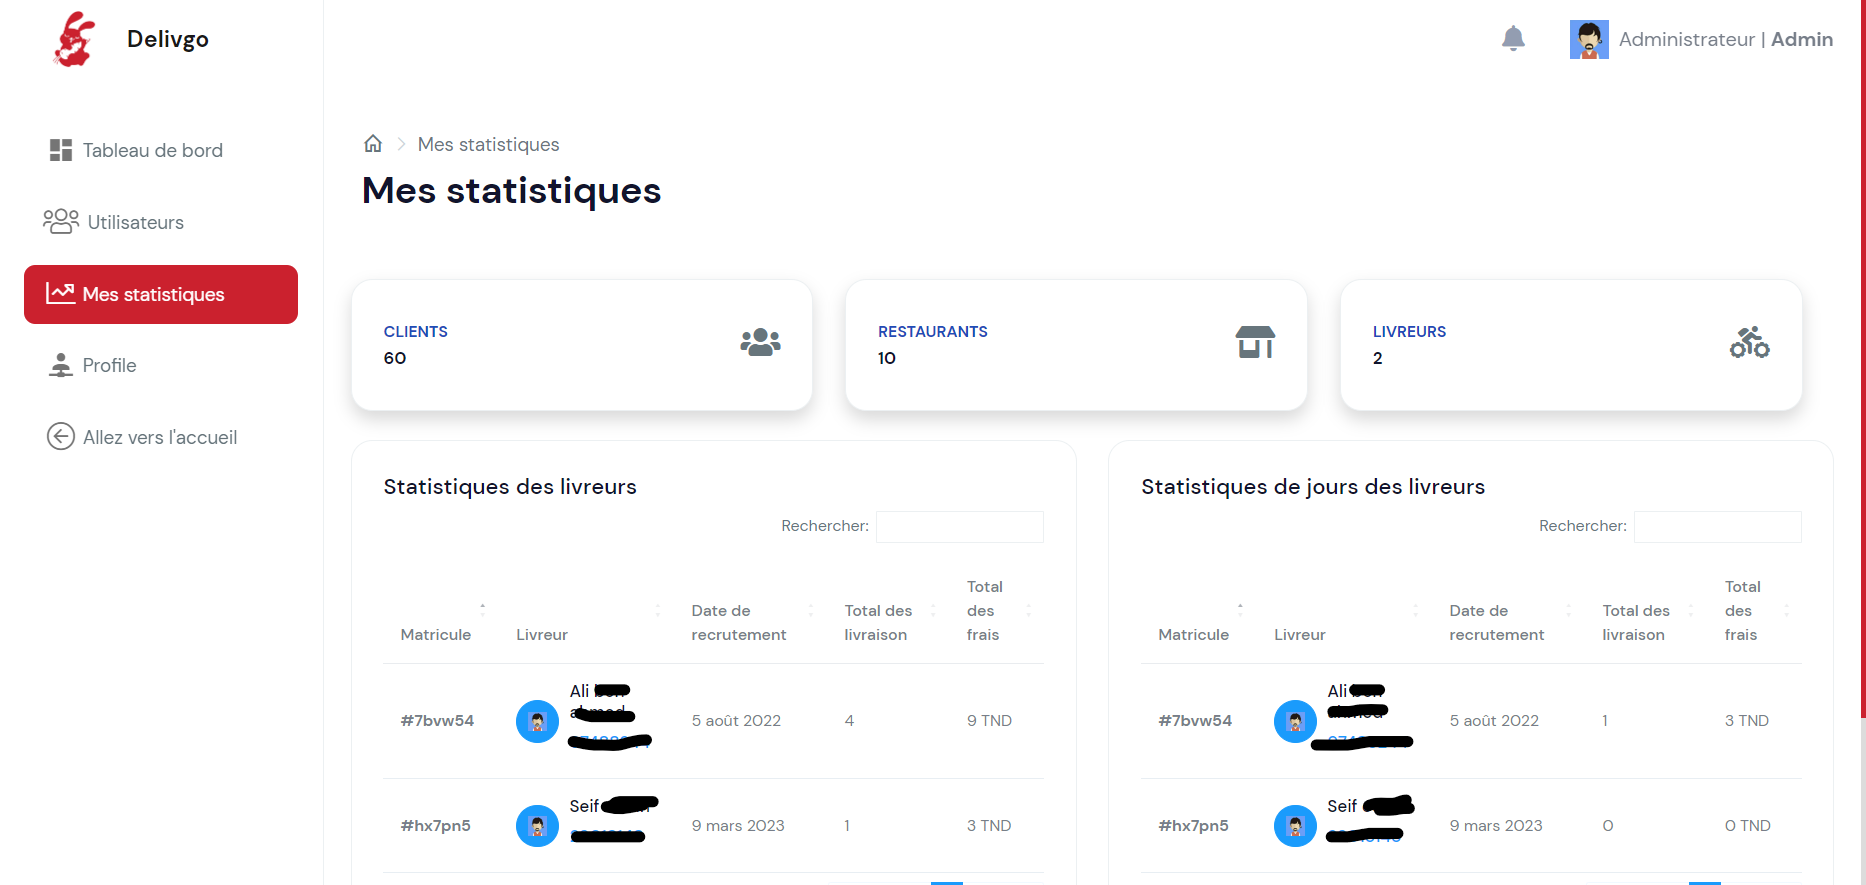 Delivgo
Administrateur | Admin
Tableau de bord
Utilisateurs
Mes statistiques
Profile
Allez vers l'accueil
Mes statistiques
Mes statistiques
CLIENTS
60
RESTAURANTS
10
LIVREURS
2
Statistiques des livreurs
Rechercher:
Matricule
Livreur
Date de
recrutement
Total des
livraison
Total
des
frais
#7bvw54
Ali
5 août 2022
4
9 TND
#hx7pn5
Seif
9 mars 2023
1
3 TND
Statistiques de jours des livreurs
Rechercher:
Matricule
Livreur
Date de
recrutement
Total des
livraison
Total
des
frais
#7bvw54
Ali
5 août 2022
1
3 TND
#hx7pn5
Seif
9 mars 2023
0
0 TND